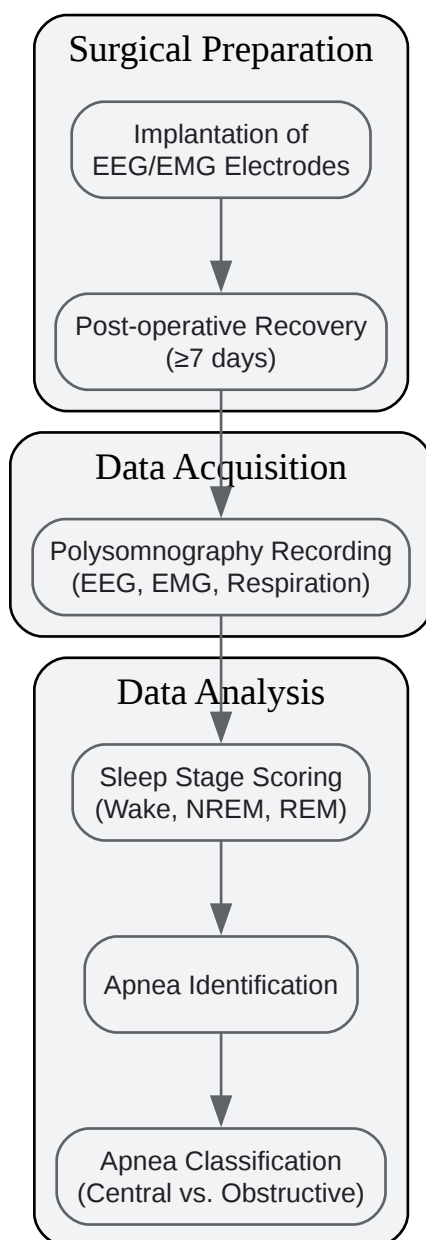 Surgical Preparation
Implantation of
EEG/EMG Electrodes
Post-operative Recovery
(≥7 days)
Data Acquisition
Polysomnography Recording
(EEG, EMG, Respiration)
Data Analysis
Sleep Stage Scoring
(Wake, NREM, REM)
Apnea Identification
Apnea Classification
(Central vs. Obstructive)